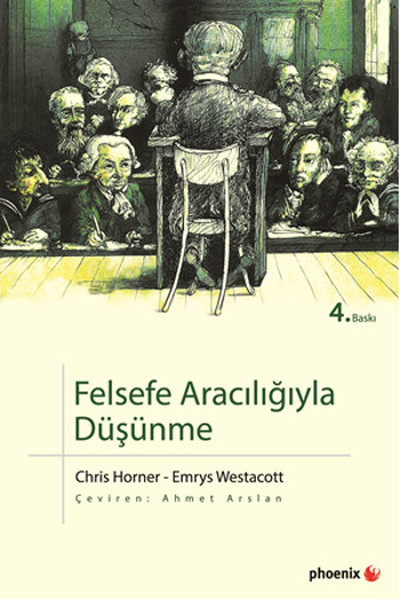 4. Baskı
Felsefe Aracılığıyla
Düşünme
Chris Horner - Emrys Westacott
Çeviren: Ahmet Arslan
phoenix